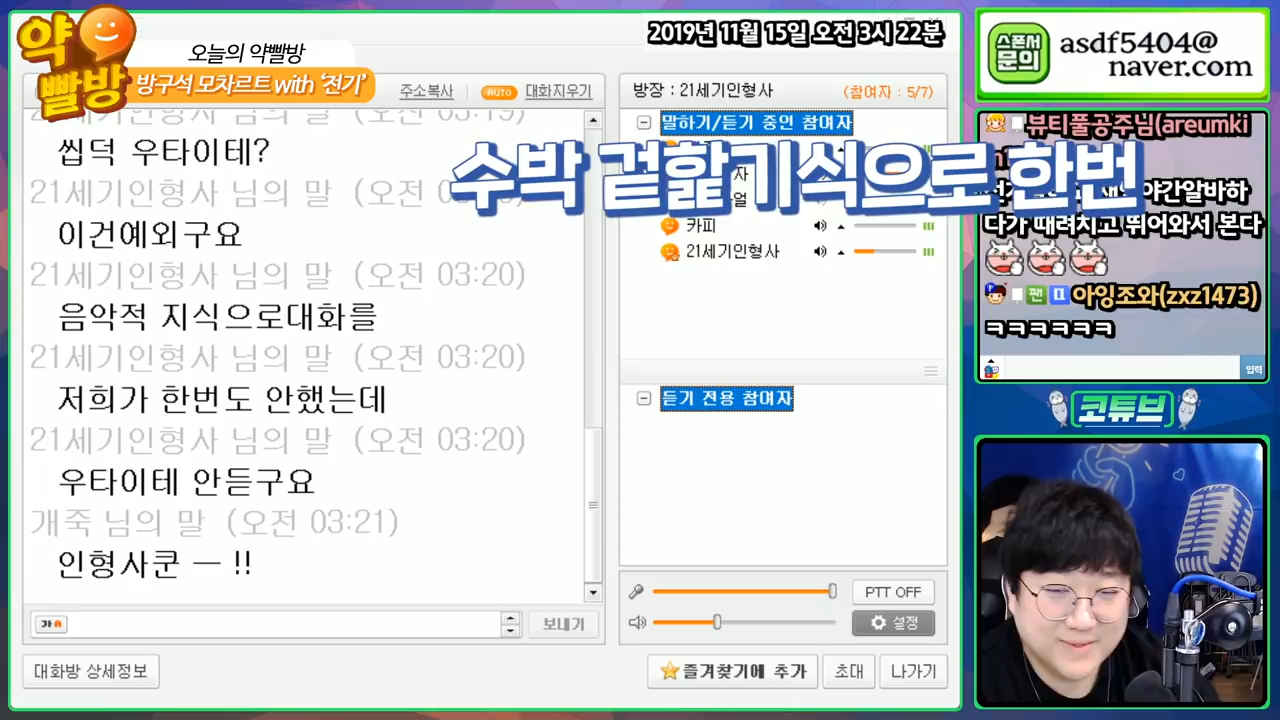 약빨방
오늘의 약빨방
방구석 모차르트 with '전기'
2019년 11월 15일 오전 3시 22분
주소복사
AUTO 대화지우기
씹덕 우타이테?
21세기인형사 님의 말
이건예외구요
21세기인형사 님의 말 (오전 03:20)
음악적 지식으로대화를
21세기인형사 님의 말 (오전 03:20)
저희가 한번도 안했는데
21세기인형사 님의 말 (오전 03:20)
우타이테 안듣구요
개죽 님의 말 (오전 03:21)
인형사쿤 ㅡ !!
가
보내기
대화방 상세정보
방장 : 21세기인형사
(참여자 : 5/7)
말하기/듣기 중인 참여자
수박 겉핥기식으로 한번
카피
21세기인형사
듣기 전용 참여자
PTT OFF
설정
즐겨찾기에 추가
초대
나가기
스폰서 문의
asdf5404@
naver.com
뷰티풀공주님(areumki
야간알바하
다가 때려치고 뛰어와서 본다
팬 아잉조와(zxz1473)
ㅋㅋㅋㅋㅋㅋ
입력
코튜브